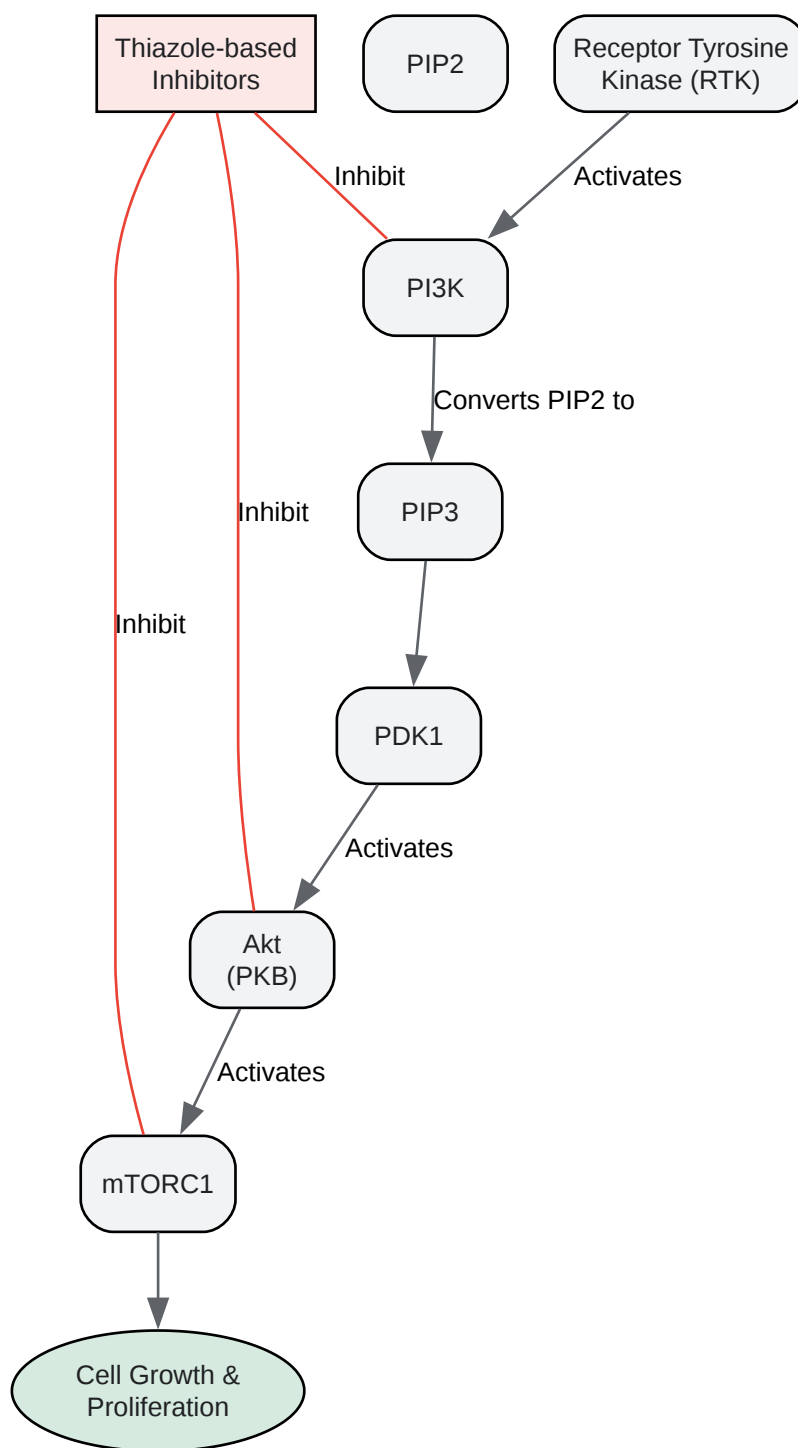 Thiazole-based
Inhibitors
PIP2
Receptor Tyrosine
Kinase (RTK)
Inhibit
Activates
PI3K
Converts PIP2 to
PIP3
Inhibit
Inhibit
PDK1
Activates
Akt
(PKB)
Activates
mTORC1
Cell Growth &
Proliferation